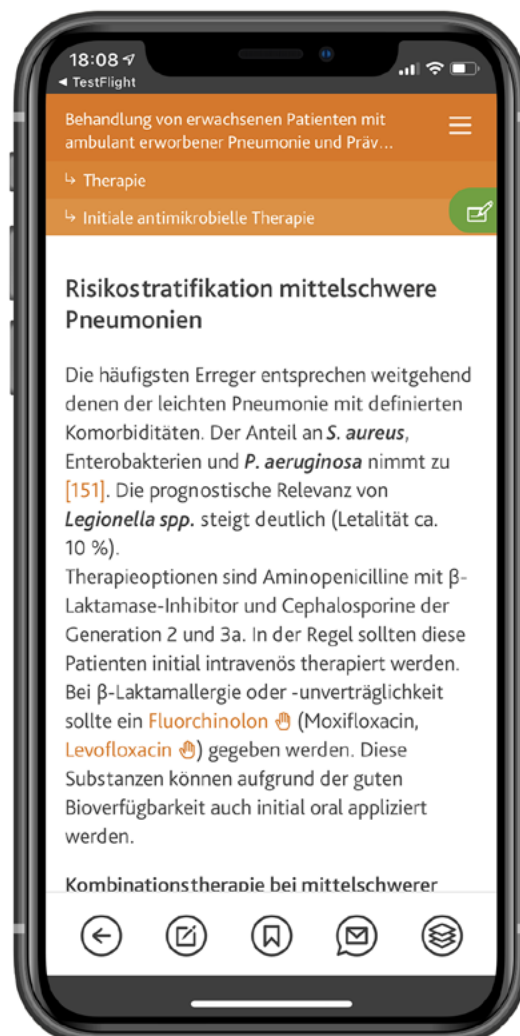 18:08
◀ TestFlight
Behandlung von erwachsenen Patienten mit
ambulant erworbener Pneumonie und Präv...
↳ Therapie
↳ Initiale antimikrobielle Therapie
Risikostratifikation mittelschwere
Pneumonien
Die häufigsten Erreger entsprechen weitgehend
denen der leichten Pneumonie mit definierten
Komorbiditäten. Der Anteil an S. aureus,
Enterobakterien und P. aeruginosa nimmt zu
[151]. Die prognostische Relevanz von
Legionella spp. steigt deutlich (Letalität ca.
10 %).
Therapieoptionen sind Aminopenicilline mit β-
Laktamase-Inhibitor und Cephalosporine der
Generation 2 und 3a. In der Regel sollten diese
Patienten initial intravenös therapiert werden.
Bei β-Laktamallergie oder -unverträglichkeit
sollte ein Fluorchinolon (Moxifloxacin,
Levofloxacin) gegeben werden. Diese
Substanzen können aufgrund der guten
Bioverfügbarkeit auch initial oral appliziert
werden.
Kombinationstherapie bei mittelschwerer